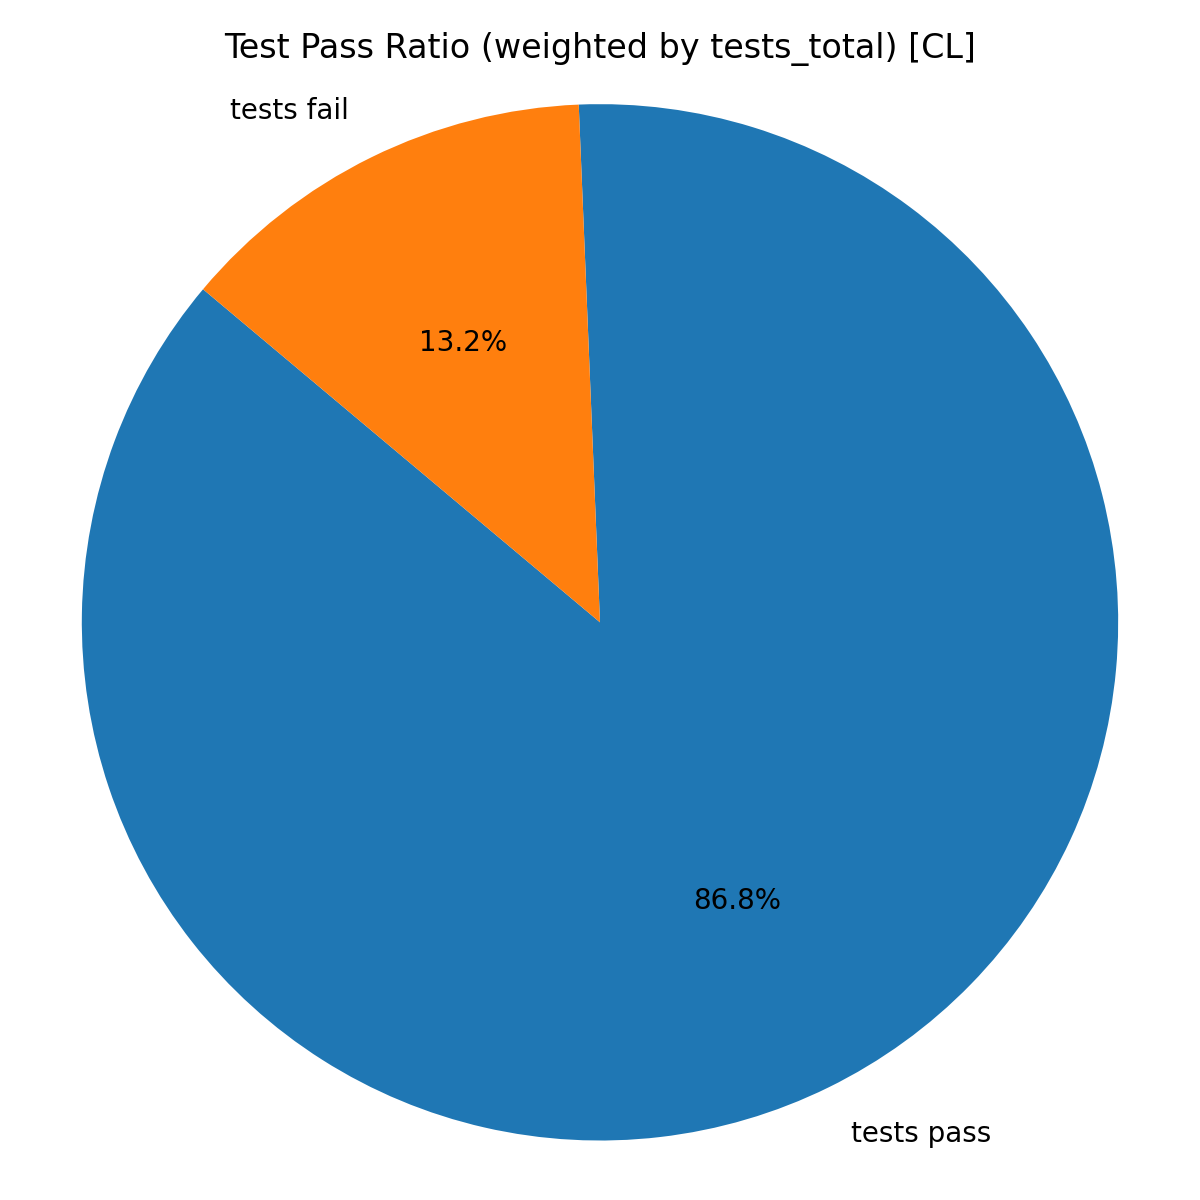 Test Pass Ratio (weighted by tests_total) [CL]
tests fail
13.2%
86.8%
tests pass